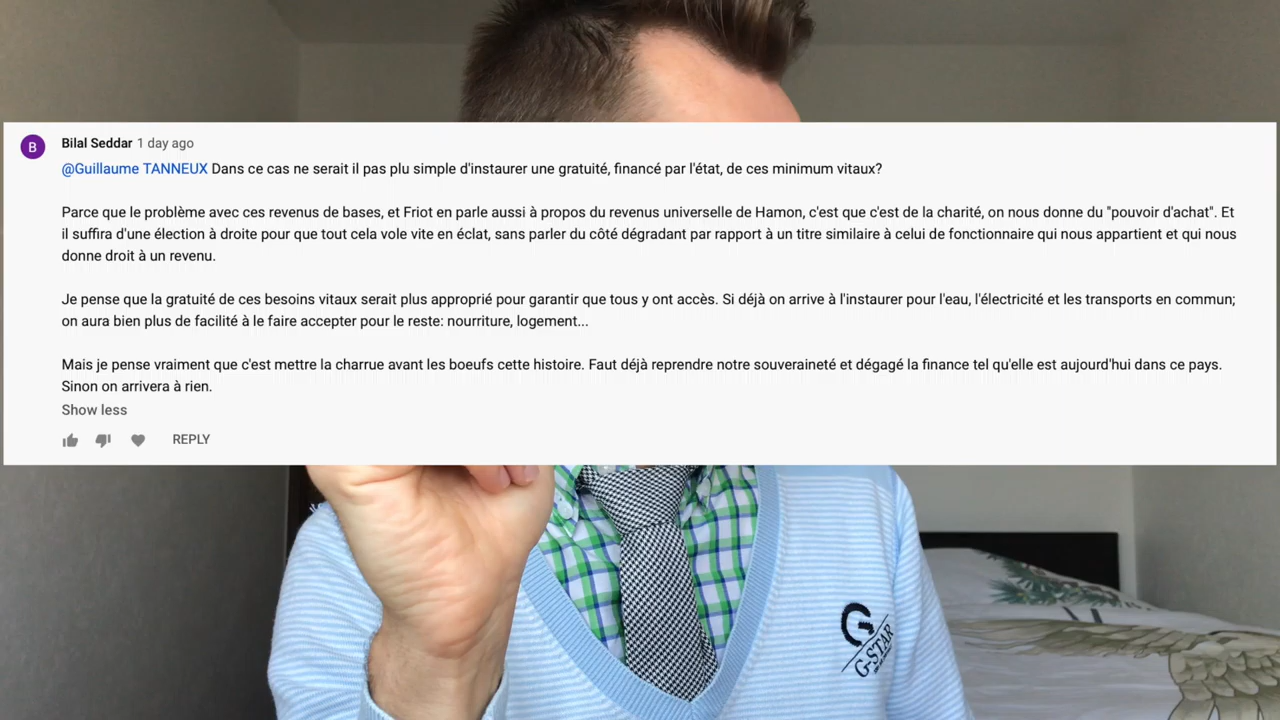 B
Bilal Seddar 1 day ago
@Guillaume TANNEUX Dans ce cas ne serait il pas plu simple d'instaurer une gratuité, financé par l'état, de ces minimum vitaux?
Parce que le problème avec ces revenus de bases, et Friot en parle aussi à propos du revenus universelle de Hamon, c'est que c'est de la charité, on nous donne du "pouvoir d'achat". Et
il suffira d'une élection à droite pour que tout cela vole vite en éclat, sans parler du côté dégradant par rapport à un titre similaire à celui de fonctionnaire qui nous appartient et qui nous
donne droit à un revenu.
Je pense que la gratuité de ces besoins vitaux serait plus approprié pour garantir que tous y ont accès. Si déjà on arrive à l'instaurer pour l'eau, l'électricité et les transports en commun;
on aura bien plus de facilité à le faire accepter pour le reste: nourriture, logement...
Mais je pense vraiment que c'est mettre la charrue avant les boeufs cette histoire. Faut déjà reprendre notre souveraineté et dégagé la finance tel qu'elle est aujourd'hui dans ce pays.
Sinon on arrivera à rien.
Show less
REPLY
G-STAR